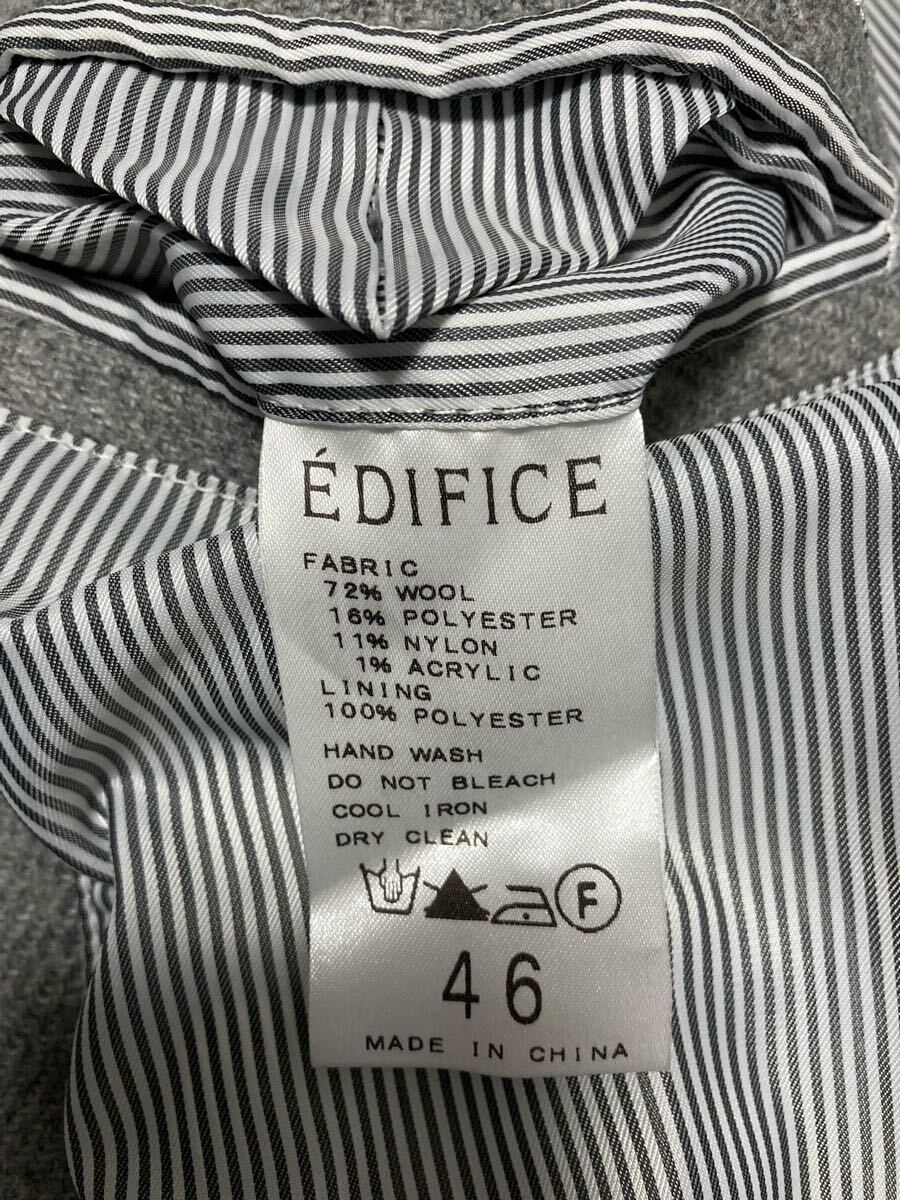 ÉDIFICE
FABRIC
72% WOOL
16% POLYESTER
11% NYLON
1% ACRYLIC
LINING
100% POLYESTER
HAND WASH
DO NOT BLEACH
COOL IRON
DRY CLEAN
F
46
MADE IN CHINA